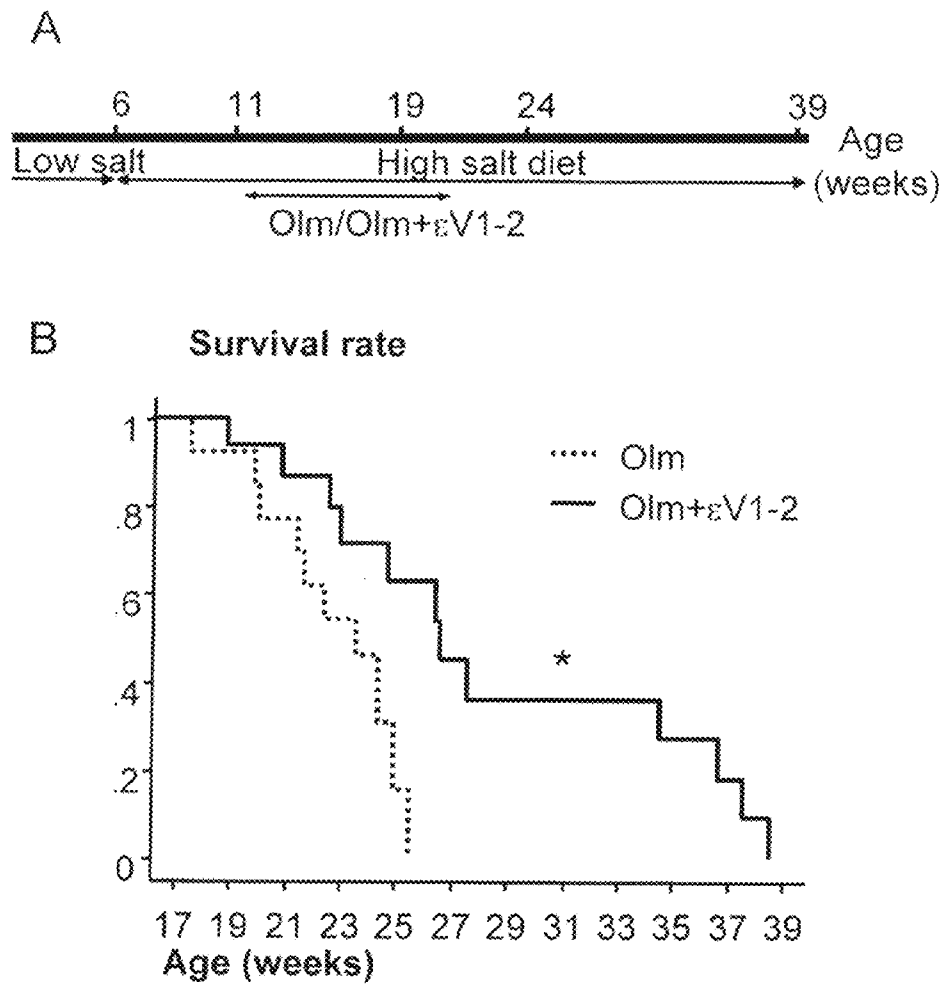 A
6 11 19 24 39
Age
Low salt High salt diet
(weeks)
Olm/Olm+εV1-2
B
Survival rate
1
.8
.6
.4
.2
0
Olm
Olm+εV1-2
*
17 19 21 23 25 27 29 31 33 35 37 39
Age (weeks)